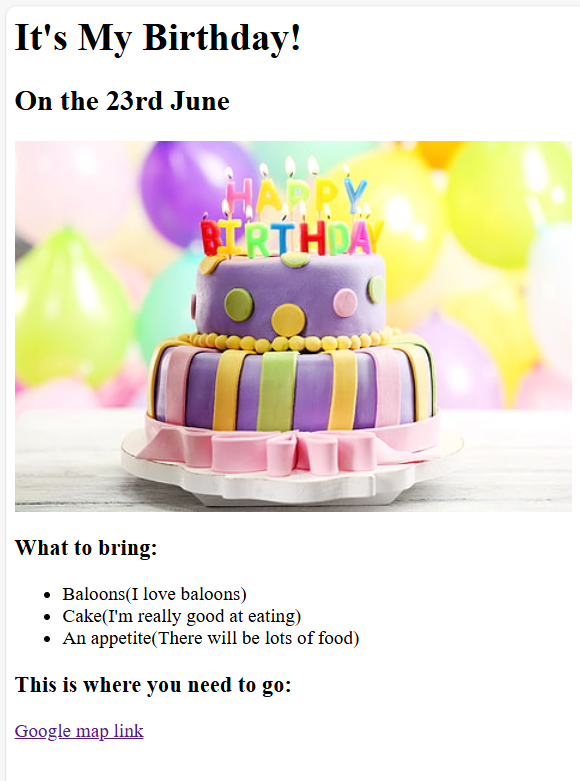 It's My Birthday!
On the 23rd June
HAPPY
BIRTHDAY
What to bring:
Baloons(I love baloons)
Cake(I'm really good at eating)
An appetite(There will be lots of food)
This is where you need to go:
Google map link